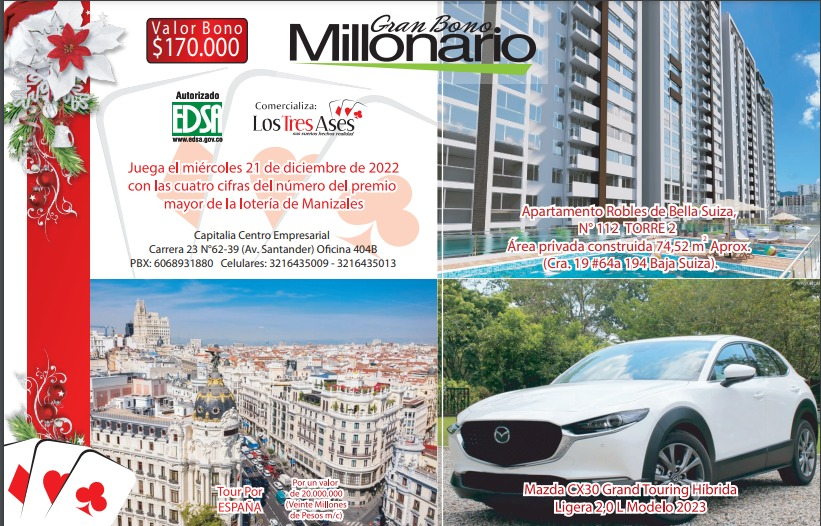 Valor Bono
$170.000
Gran Bono
Millonario
Autorizado
EDSA
www.edsa.gov.co
Comercializa:
Los Tres Ases
sus sueños hechos realidad
Juega el miércoles 21 de diciembre de 2022
con las cuatro cifras del número del premio
mayor de la lotería de Manizales
Capitalia Centro Empresarial
Carrera 23 N°62-39 (Av. Santander) Oficina 404B
PBX: 6068931880 Celulares: 3216435009 - 3216435013
Apartamento Robles de Bella Suiza,
N° 112 TORRE 2
Área privada construida 74,52 m² Aprox.
(Cra. 19 #64a 194 Baja Suiza).
Tour Por
ESPAÑA
Por un valor
de 20.000.000
(Veinte Millones
de Pesos m/c)
Mazda CX30 Grand Touring Híbrida
Ligera 2,0 L Modelo 2023